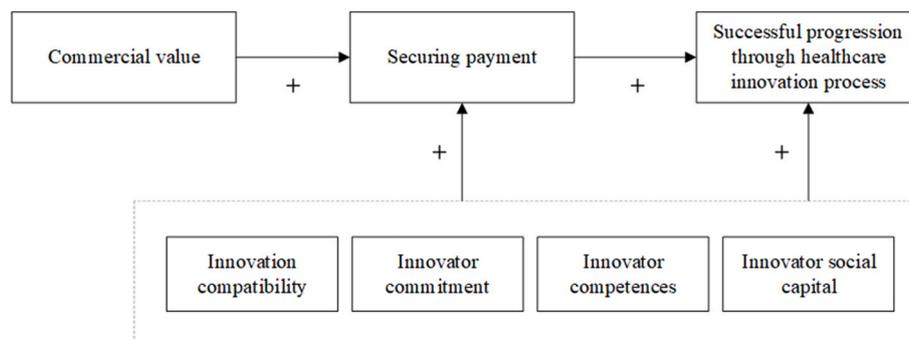 Commercial value
Securing payment
Successful progression
through healthcare
innovation process
+
+
+
+
Innovation
compatibility
Innovator
commitment
Innovator
competences
Innovator social
capital